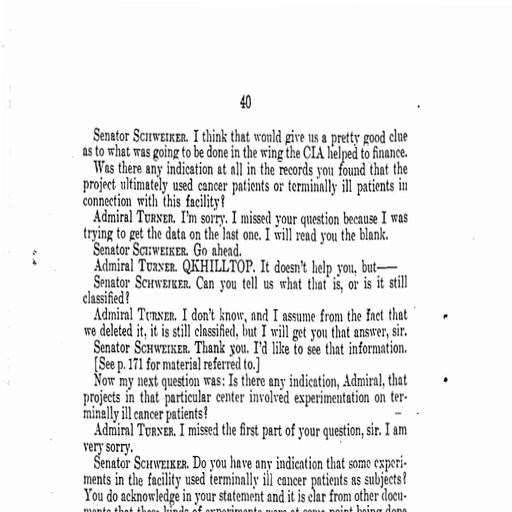 40
Senator SCHWEIKER. I think that would give us a pretty good clue
as to what was going to be done in the wing the CIA helped to finance.
Was there any indication at all in the records you found that the
project ultimately used cancer patients or terminally ill patients in
connection with this facility?
Admiral TURNER. I'm sorry. I missed your question because I was
trying to get the data on the last one. I will read you the blank.
Senator SCHWEIKER. Go ahead.
Admiral TURNER. QKHILLTOP. It doesn't help you, but——
Senator SCHWEIKER. Can you tell us what that is, or is it still
classified?
Admiral TURNER. I don't know, and I assume from the fact that
we deleted it, it is still classified, but I will get you that answer, sir.
Senator SCHWEIKER. Thank you. I'd like to see that information.
[See p. 171 for material referred to.]
Now my next question was: Is there any indication, Admiral, that
projects in that particular center involved experimentation on ter-
minally ill cancer patients?
Admiral TURNER. I missed the first part of your question, sir. I am
very sorry.
Senator SCHWEIKER. Do you have any indication that some experi-
ments in the facility used terminally ill cancer patients as subjects?
You do acknowledge in your statement and it is clar from other docu-
ments that these kinds of experiments were at some point being done